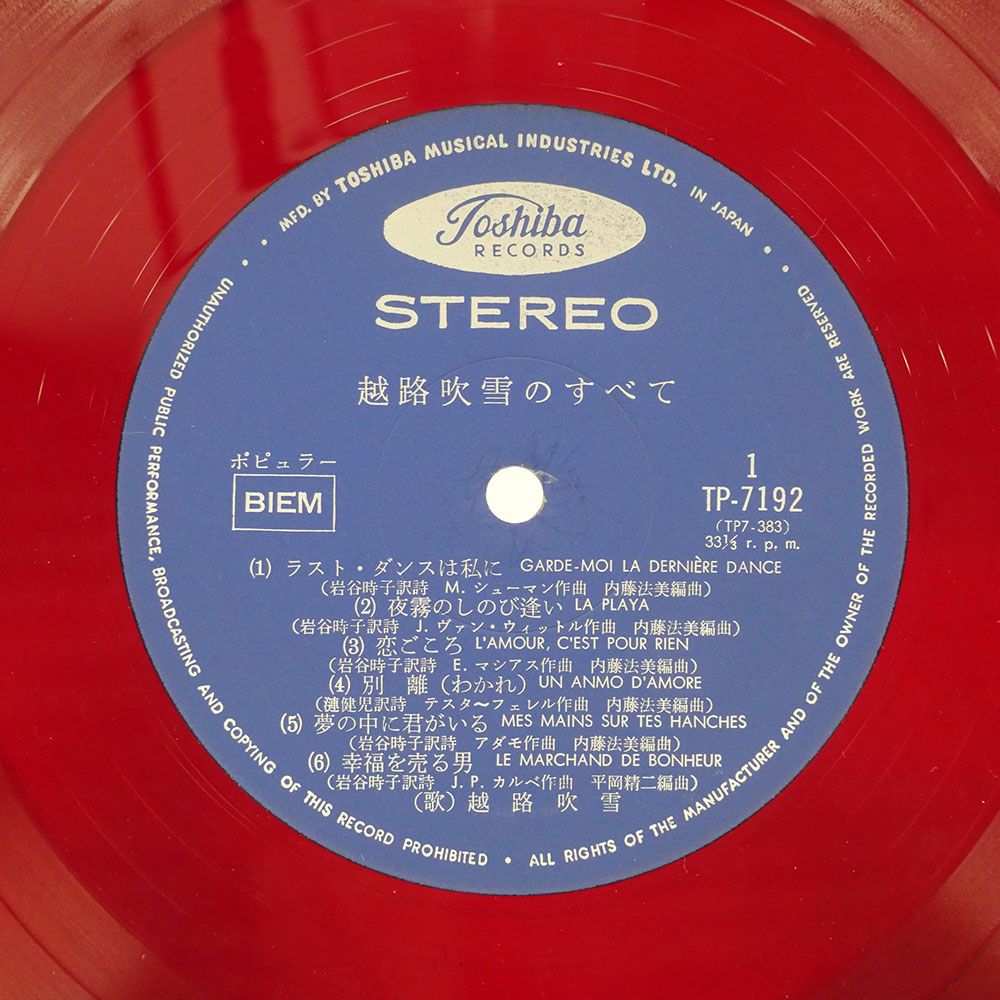 MFD. BY TOSHIBA MUSICAL INDUSTRIES LTD. IN JAPAN
Toshiba
RECORDS
STEREO
越路吹雪のすべて
ポピュラー
BIEM
1
TP-7192
(TP7-383)
33⅓ r. p. m.
(1) ラスト・ダンスは私に GARDE-MOI LA DERNIÈRE DANCE
(岩谷時子訳詩 M. シューマン作曲 内藤法美編曲)
(2) 夜霧のしのび逢い LA PLAYA
(岩谷時子訳詩 J. ヴァン・ウィットル作曲 内藤法美編曲)
(3) 恋ごころ L'AMOUR, C'EST POUR RIEN
(岩谷時子訳詩 E. マシアス作曲 内藤法美編曲)
(4) 別離(わかれ) UN ANMO D'AMORE
(漣健児訳詩 テスタ〜フェレル作曲 内藤法美編曲)
(5) 夢の中に君がいる MES MAINS SUR TES HANCHES
(岩谷時子訳詩 アダモ作曲 内藤法美編曲)
(6) 幸福を売る男 LE MARCHAND DE BONHEUR
(岩谷時子訳詩 J. P. カルベ作曲 平岡精二編曲)
(歌) 越路吹雪
UNAUTHORIZED PUBLIC PERFORMANCE, BROADCASTING AND COPYING OF THIS RECORD PROHIBITED • ALL RIGHTS OF THE MANUFACTURER AND OF THE OWNER OF THE RECORDED WORK ARE RESERVED